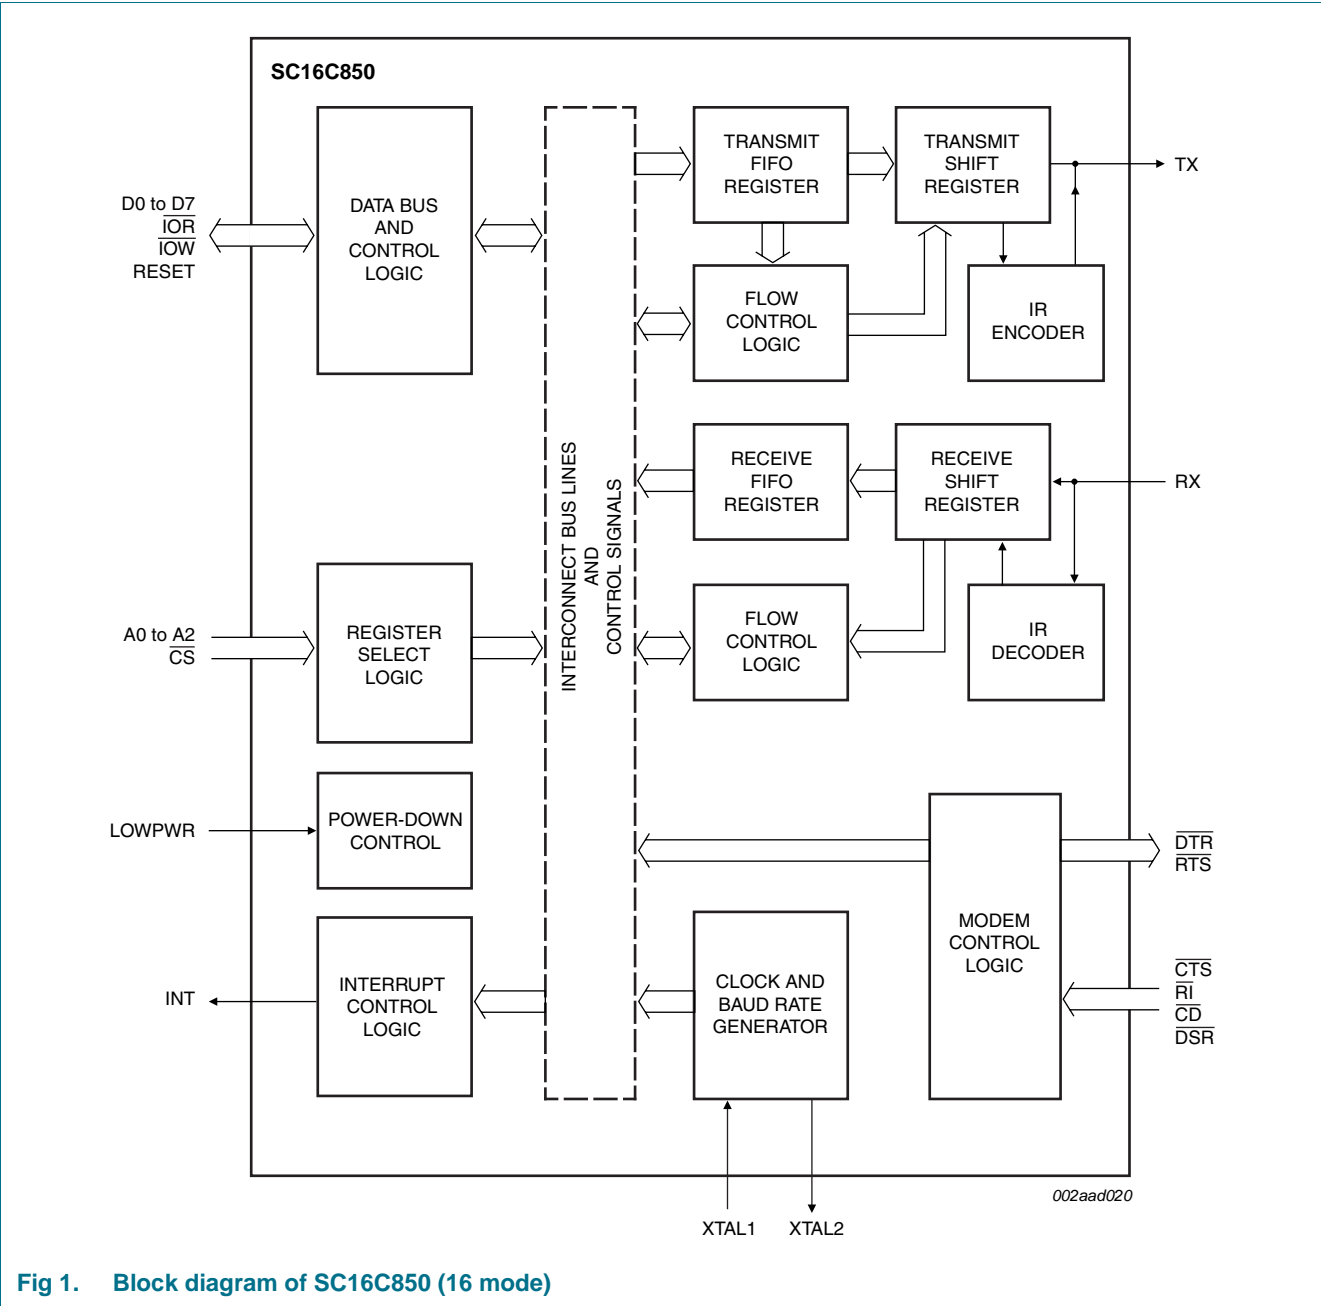 SC16C850
D0 to D7
IOR
IOW
RESET
DATA BUS
AND
CONTROL
LOGIC
TRANSMIT
FIFO
REGISTER
TRANSMIT
SHIFT
REGISTER
TX
FLOW
CONTROL
LOGIC
IR
ENCODER
INTERCONNECT BUS LINES
AND
CONTROL SIGNALS
RECEIVE
FIFO
REGISTER
RECEIVE
SHIFT
REGISTER
RX
A0 to A2
CS
REGISTER
SELECT
LOGIC
FLOW
CONTROL
LOGIC
IR
DECODER
LOWPWR
POWER-DOWN
CONTROL
MODEM
CONTROL
LOGIC
DTR
RTS
INT
INTERRUPT
CONTROL
LOGIC
CLOCK AND
BAUD RATE
GENERATOR
CTS
RI
CD
DSR
XTAL1
XTAL2
002aad020
Fig 1. Block diagram of SC16C850 (16 mode)